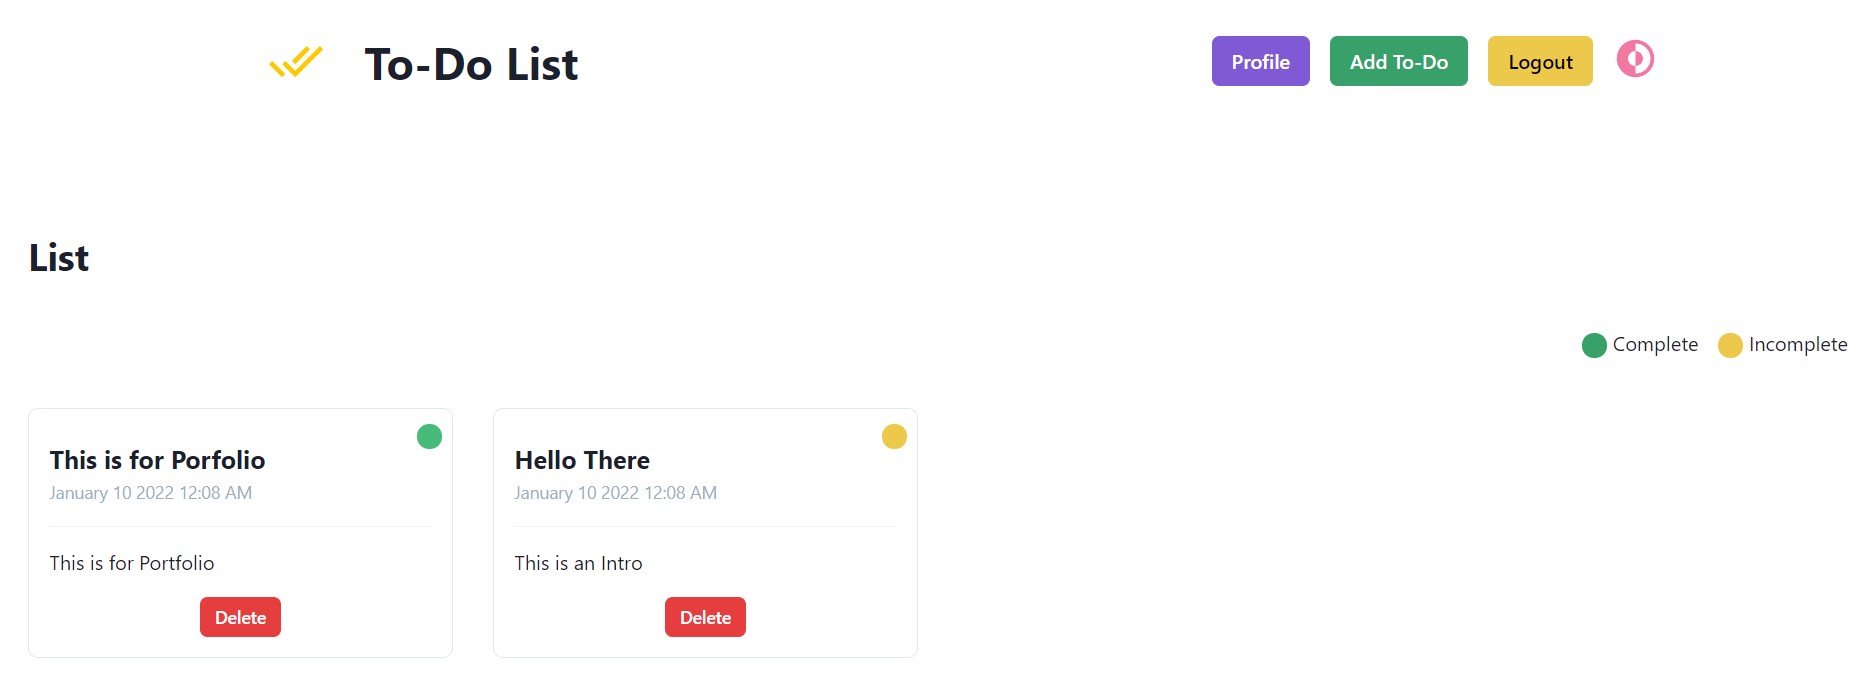 To-Do List
Profile
Add To-Do
Logout
List
Complete
Incomplete
This is for Porfolio
January 10 2022 12:08 AM
This is for Portfolio
Delete
Hello There
January 10 2022 12:08 AM
This is an Intro
Delete